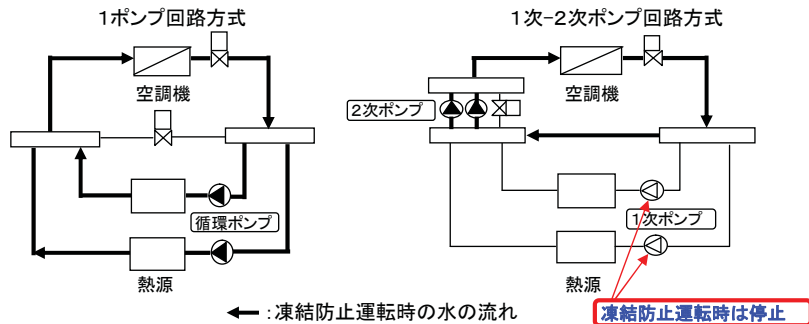 1ポンプ回路方式
1次-2次ポンプ回路方式
空調機
空調機
2次ポンプ
循環ポンプ
1次ポンプ
熱源
熱源
:凍結防止運転時の水の流れ
凍結防止運転時は停止